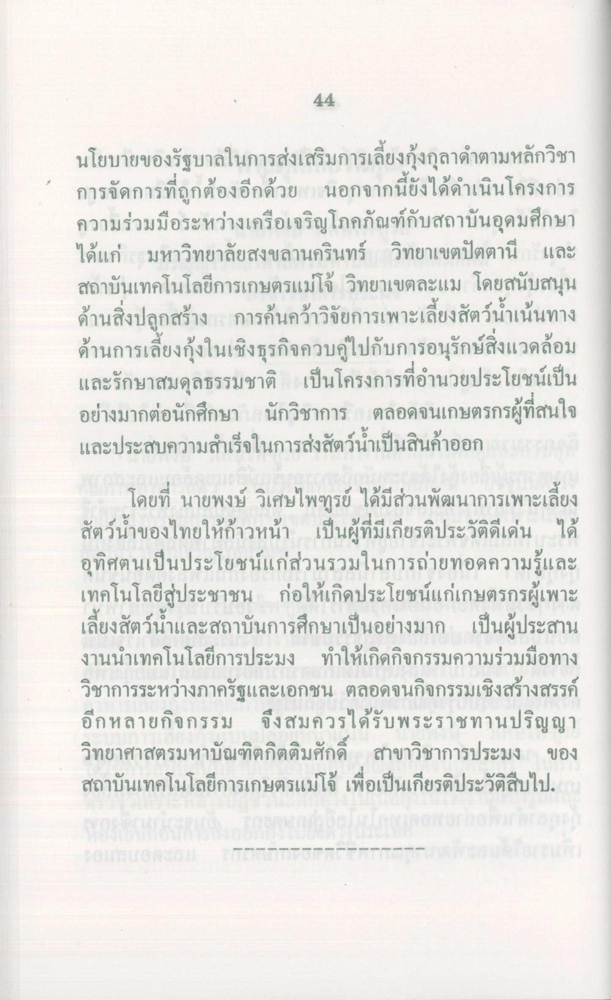 44
นโยบายของรัฐบาลในการส่งเสริมการเลี้ยงกุ้งกุลาดำตามหลักวิชา
การจัดการที่ถูกต้องอีกด้วย นอกจากนี้ยังได้ดำเนินโครงการ
ความร่วมมือระหว่างเครือเจริญโภคภัณฑ์กับสถาบันอุดมศึกษา
ได้แก่ มหาวิทยาลัยสงขลานครินทร์ วิทยาเขตปัตตานี และ
สถาบันเทคโนโลยีการเกษตรแม่โจ้ วิทยาเขตละแม โดยสนับสนุน
ด้านสิ่งปลูกสร้าง การค้นคว้าวิจัยการเพาะเลี้ยงสัตว์น้ำเน้นทาง
ด้านการเลี้ยงกุ้งในเชิงธุรกิจควบคู่ไปกับการอนุรักษ์สิ่งแวดล้อม
และรักษาสมดุลธรรมชาติ เป็นโครงการที่อำนวยประโยชน์เป็น
อย่างมากต่อนักศึกษา นักวิชาการ ตลอดจนเกษตรกรผู้ที่สนใจ
และประสบความสำเร็จในการส่งสัตว์น้ำเป็นสินค้าออก
โดยที่ นายพงษ์ วิเศษไพฑูรย์ ได้มีส่วนพัฒนาการเพาะเลี้ยง
สัตว์น้ำของไทยให้ก้าวหน้า เป็นผู้ที่มีเกียรติประวัติดีเด่น ได้
อุทิศตนเป็นประโยชน์แก่ส่วนรวมในการถ่ายทอดความรู้และ
เทคโนโลยีสู่ประชาชน ก่อให้เกิดประโยชน์แก่เกษตรกรผู้เพาะ
เลี้ยงสัตว์น้ำและสถาบันการศึกษาเป็นอย่างมาก เป็นผู้ประสาน
งานนำเทคโนโลยีการประมง ทำให้เกิดกิจกรรมความร่วมมือทาง
วิชาการระหว่างภาครัฐและเอกชน ตลอดจนกิจกรรมเชิงสร้างสรรค์
อีกหลายกิจกรรม จึงสมควรได้รับพระราชทานปริญญา
วิทยาศาสตรมหาบัณฑิตกิตติมศักดิ์ สาขาวิชาการประมง ของ
สถาบันเทคโนโลยีการเกษตรแม่โจ้ เพื่อเป็นเกียรติประวัติสืบไป.
-----------------